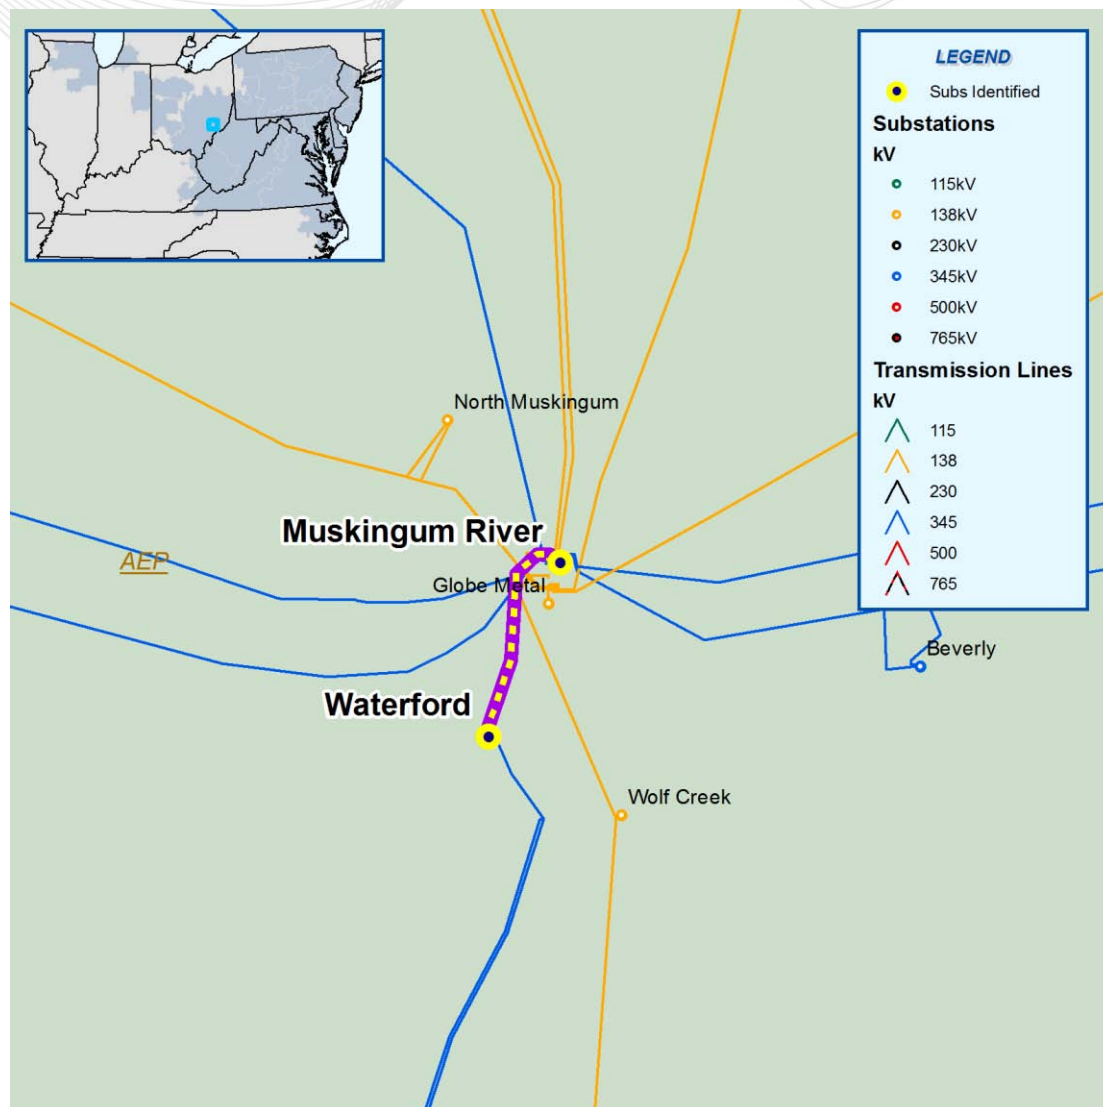 LEGEND
Subs Identified
Substations
kV
115kV
138kV
230kV
345kV
500kV
765kV
Transmission Lines
kV
115
138
230
345
500
765
North Muskingum
Muskingum River
AEP
Globe Metal
Beverly
Waterford
Wolf Creek